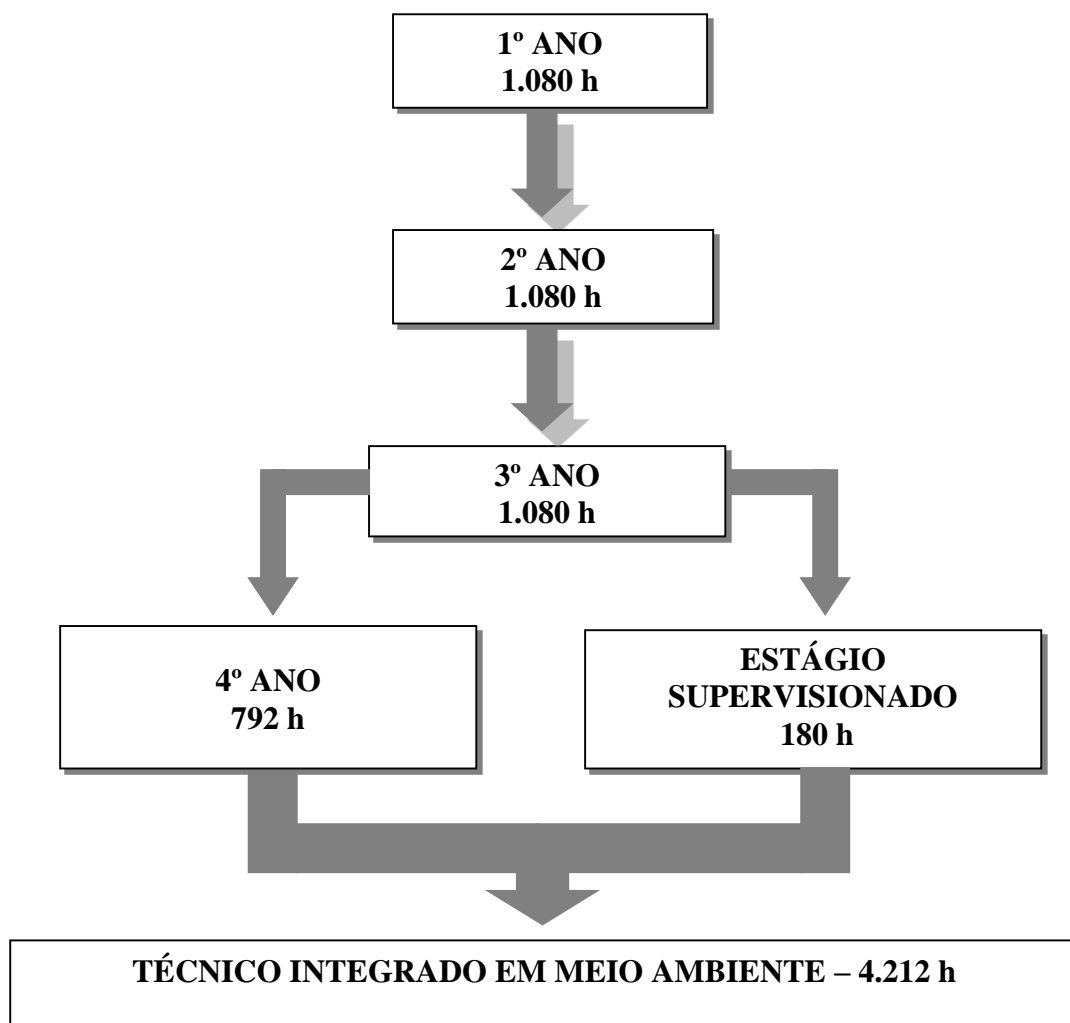 1º ANO
1.080 h
2º ANO
1.080 h
3º ANO
1.080 h
4º ANO
792 h
ESTÁGIO
SUPERVISIONADO
180 h
TÉCNICO INTEGRADO EM MEIO AMBIENTE – 4.212 h